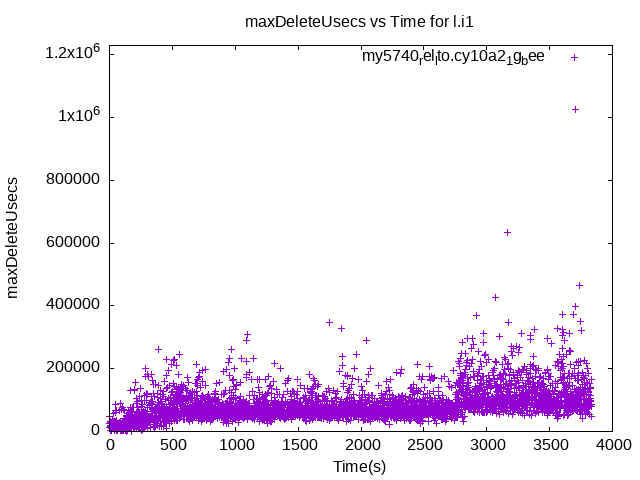 maxDeleteUsecs vs Time for l.i1
1.2x10^6
my5740_rel_lto.cy10a2_1g_bee
1x10^6
800000
600000
400000
200000
0
maxDeleteUsecs
0 500 1000 1500 2000 2500 3000 3500 4000
Time(s)